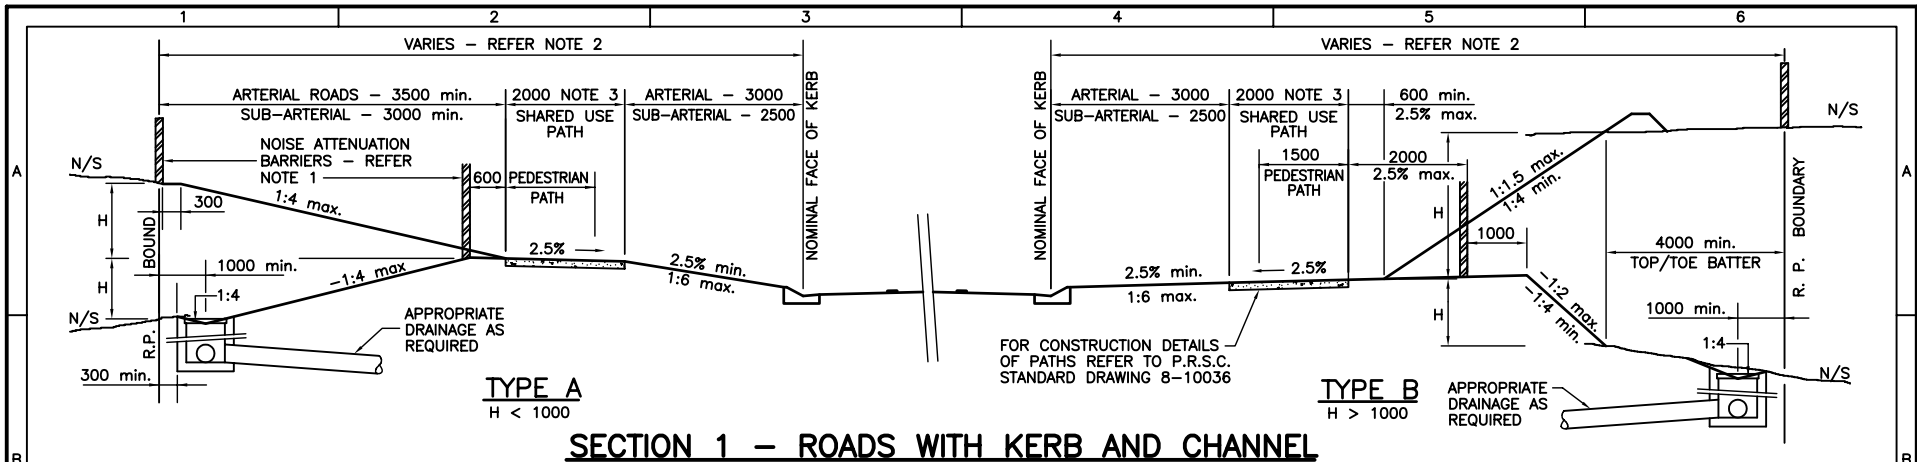 1 2 3 4 5 6
A
B
A
B
VARIES – REFER NOTE 2
ARTERIAL ROADS – 3500 min.
SUB–ARTERIAL – 3000 min.
2000 NOTE 3
SHARED USE
PATH
ARTERIAL – 3000
SUB–ARTERIAL – 2500
NOISE ATTENUATION
BARRIERS – REFER
NOTE 1
600
PEDESTRIAN
PATH
N/S
300
1:4 max.
H
H
R.P. BOUND
1000 min.
1:4
–1:4 max
2.5%
2.5% min.
1:6 max.
N/S
300 min.
APPROPRIATE
DRAINAGE AS
REQUIRED
TYPE A
H < 1000
NOMINAL FACE OF KERB
NOMINAL FACE OF KERB
VARIES – REFER NOTE 2
ARTERIAL – 3000
SUB–ARTERIAL – 2500
2000 NOTE 3
SHARED USE
PATH
600 min.
2.5% max.
1500
PEDESTRIAN
PATH
2000
2.5% max.
N/S
1:1.5 max.
1:4 min.
H
H
1000
4000 min.
TOP/TOE BATTER
R. P. BOUNDARY
2.5% min.
1:6 max.
2.5%
–1:2 max.
–1:4 min.
1000 min.
1:4
N/S
FOR CONSTRUCTION DETAILS
OF PATHS REFER TO P.R.S.C.
STANDARD DRAWING 8–10036
TYPE B
H > 1000
APPROPRIATE
DRAINAGE AS
REQUIRED
SECTION 1 – ROADS WITH KERB AND CHANNEL